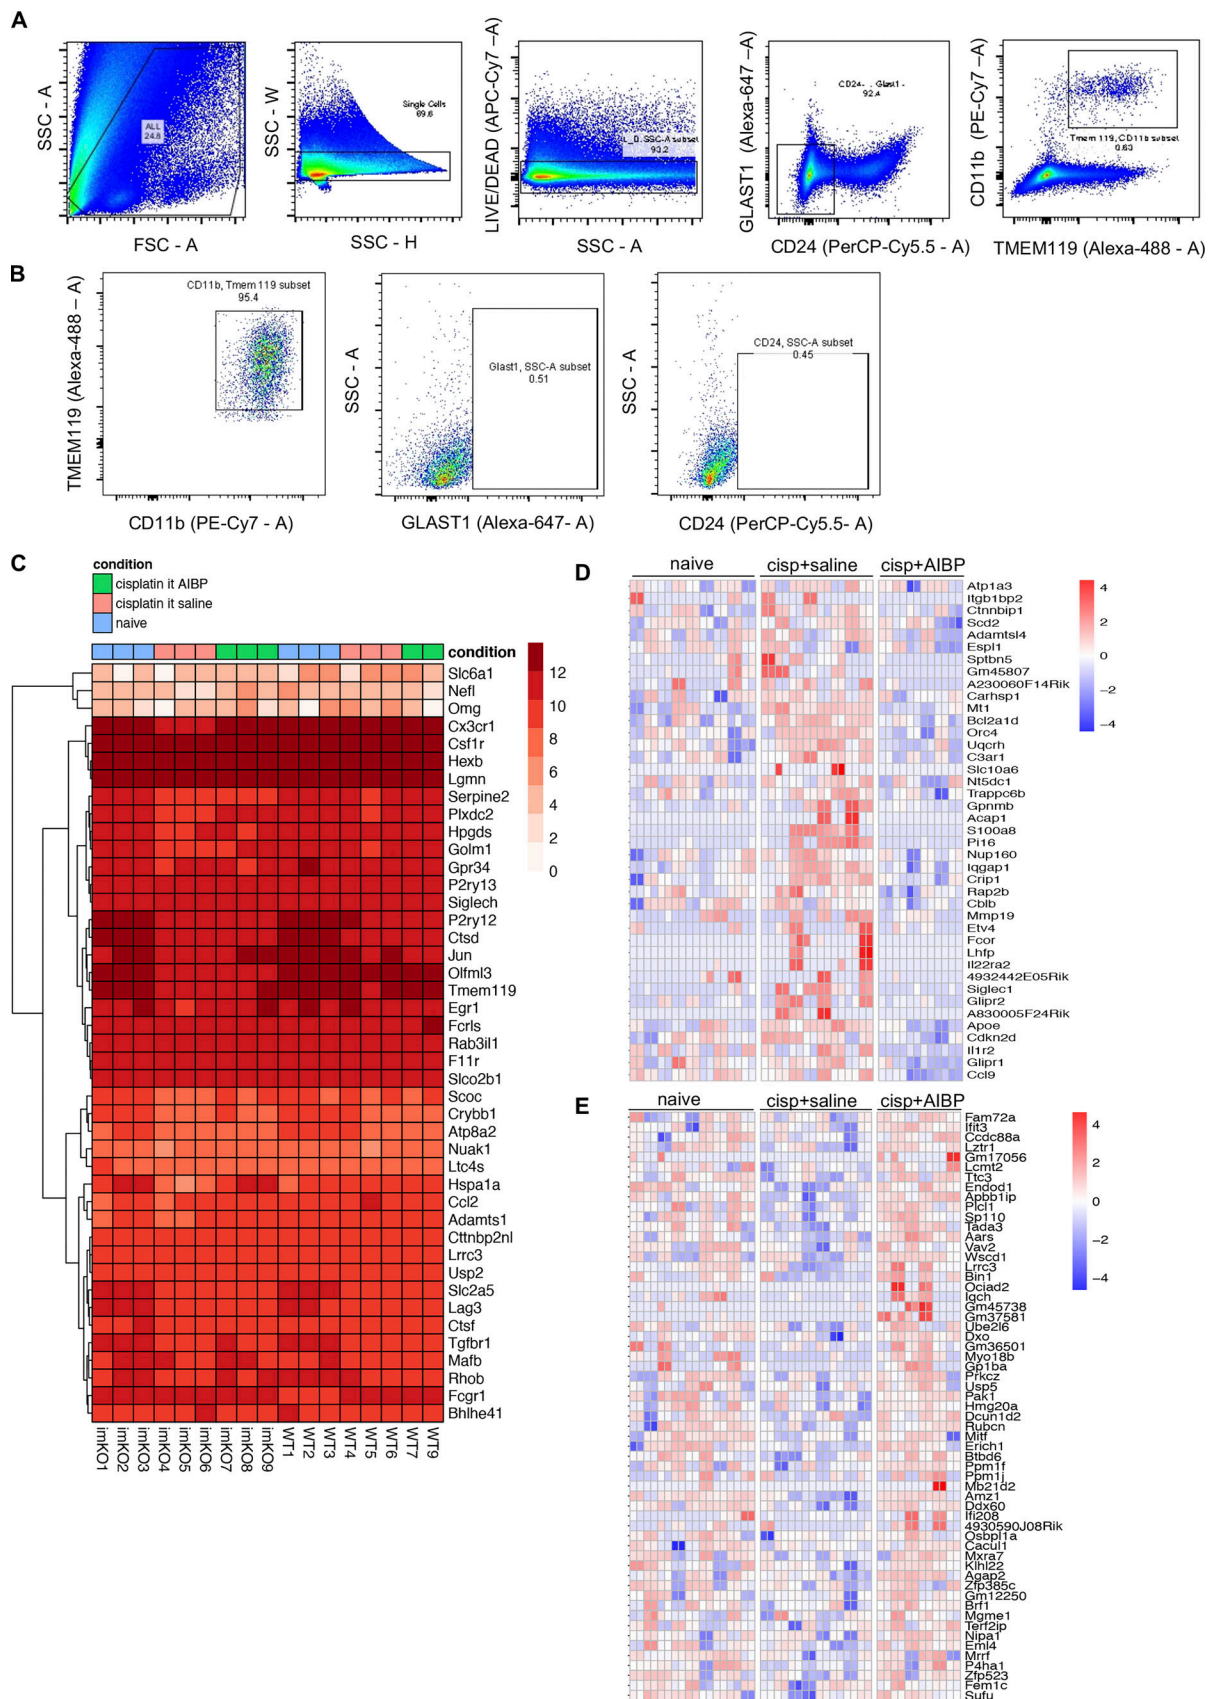 A
SSC - A
ALL
24.8
FSC - A
SSC - W
Single Cells
89.6
SSC - H
LIVE/DEAD (APC-Cy7 –A)
L_D, SSC-A subset
93.2
SSC - A
GLAST1 (Alexa-647 –A)
CD24- , Glast1 -
92.4
CD24 (PerCP-Cy5.5 - A)
CD11b (PE-Cy7 –A)
Tmem 119, CD11b subset
0.63
TMEM119 (Alexa-488 - A)
B
TMEM119 (Alexa-488 – A)
CD11b, Tmem 119 subset
95.4
CD11b (PE-Cy7 - A)
SSC - A
Glast1, SSC-A subset
0.51
GLAST1 (Alexa-647- A)
SSC - A
CD24, SSC-A subset
0.45
CD24 (PerCP-Cy5.5- A)
C
condition
cisplatin it AIBP
cisplatin it saline
naive
condition
Slc6a1
Nefl
Omg
Cx3cr1
Csf1r
Hexb
Lgmn
Serpine2
Plxdc2
Hpgds
Golm1
Gpr34
P2ry13
Siglech
P2ry12
Ctsd
Jun
Olfml3
Tmem119
Egr1
Fcrls
Rab3il1
F11r
Slco2b1
Scoc
Crybb1
Atp8a2
Nuak1
Ltc4s
Hspa1a
Ccl2
Adamts1
Cttnbp2nl
Lrrc3
Usp2
Slc2a5
Lag3
Ctsf
Tgfbr1
Mafb
Rhob
Fcgr1
Bhlhe41
imKO1
imKO2
imKO3
imKO4
imKO5
imKO6
imKO7
imKO8
imKO9
WT1
WT2
WT3
WT4
WT5
WT6
WT7
WT9
12
10
8
6
4
2
0
D
naive
cisp+saline
cisp+AIBP
Atp1a3
Itgb1bp2
Ctnnbip1
Scd2
Adamtsl4
Espl1
Sptbn5
Gm45807
A230060F14Rik
Carhsp1
Mt1
Bcl2a1d
Orc4
Uqcrh
C3ar1
Slc10a6
Nt5dc1
Trappc6b
Gpnmb
Acap1
S100a8
Pi16
Nup160
Iqgap1
Crip1
Rap2b
Cblb
Mmp19
Etv4
Fcor
Lhfp
Il22ra2
4932442E05Rik
Siglec1
Glipr2
A830005F24Rik
Apoe
Cdkn2d
Il1r2
Glipr1
Ccl9
4
2
0
−2
−4
E
naive
cisp+saline
cisp+AIBP
Fam72a
Ifit3
Ccdc88a
Lztr1
Gm17056
Lcmt2
Ttc3
Endod1
Apbb1ip
Plcl1
Sp110
Tada3
Aars
Vav2
Wscd1
Lrrc3
Bin1
Ociad2
Igch
Gm45738
Gm37581
Ube2l6
Dxo
Gm36501
Myo18b
Gp1ba
Prkcz
Usp5
Pak1
Hmg20a
Dcun1d2
Rubcn
Mitf
Erich1
Btbd6
Ppm1f
Ppm1j
Mb21d2
Amz1
Ddx60
Ifi208
4930590J08Rik
Osbpl1a
Cacul1
Mxra7
Klhl22
Agap2
Zfp385c
Gm12250
Brf1
Mgme1
Terf2ip
Nipa1
Eml4
Mrrf
P4ha1
Zfp523
Fem1c
Sufu
4
2
0
−2
−4